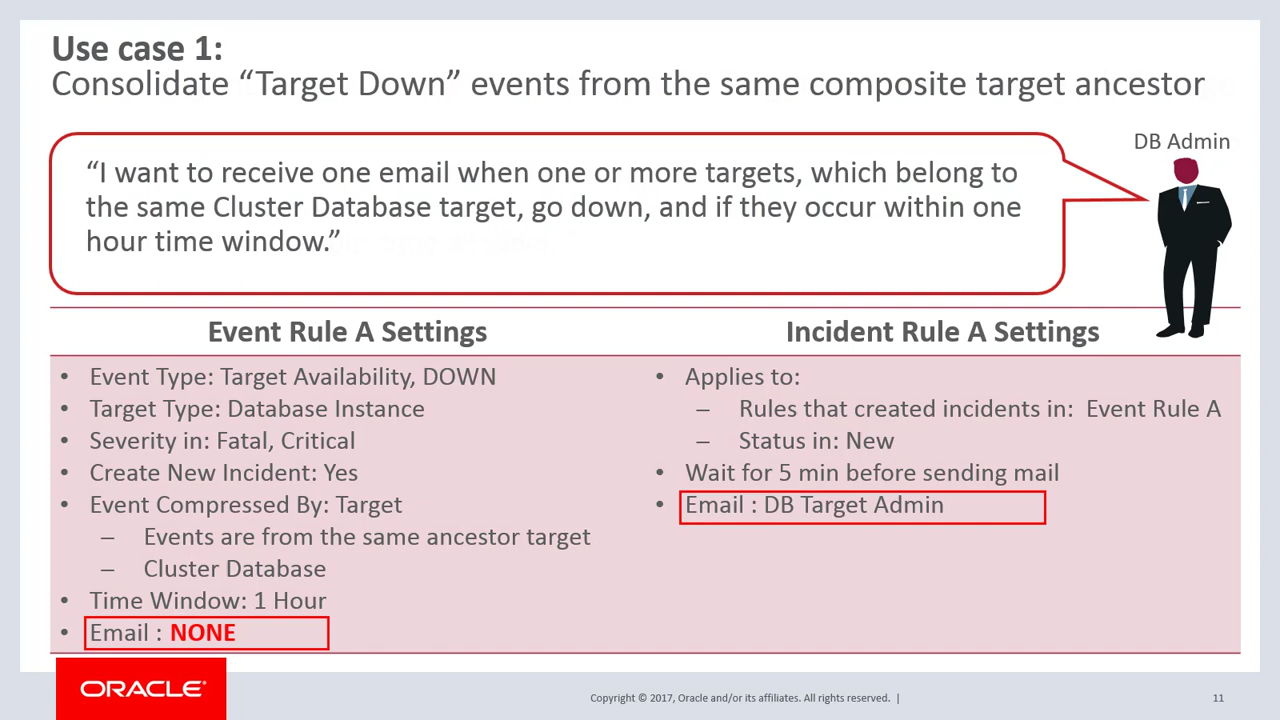 Use case 1:
Consolidate “Target Down” events from the same composite target ancestor
DB Admin
“I want to receive one email when one or more targets, which belong to
the same Cluster Database target, go down, and if they occur within one
hour time window.”
Event Rule A Settings
• Event Type: Target Availability, DOWN
• Target Type: Database Instance
• Severity in: Fatal, Critical
• Create New Incident: Yes
• Event Compressed By: Target
– Events are from the same ancestor target
– Cluster Database
• Time Window: 1 Hour
• Email : NONE
Incident Rule A Settings
• Applies to:
– Rules that created incidents in: Event Rule A
– Status in: New
• Wait for 5 min before sending mail
• Email : DB Target Admin
ORACLE®
Copyright © 2017, Oracle and/or its affiliates. All rights reserved. |
11